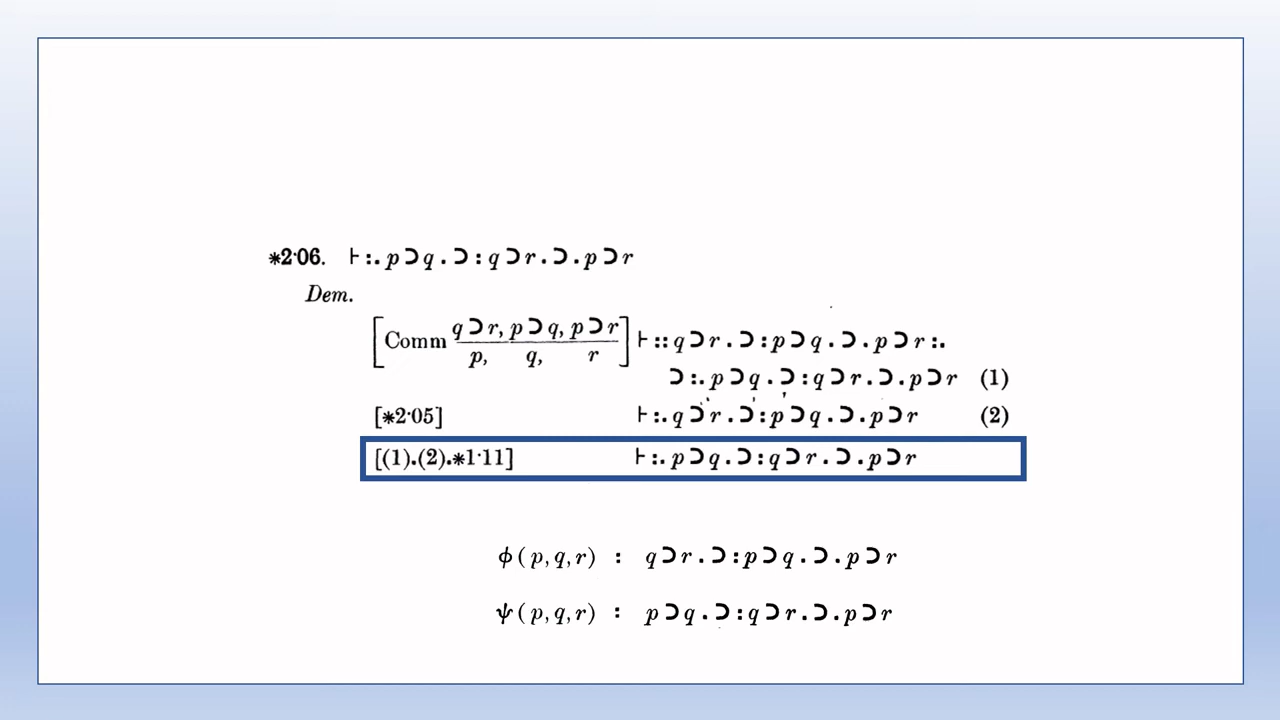 ✱2·06. ⊦ :. p ⊃ q . ⊃ : q ⊃ r . ⊃ . p ⊃ r
Dem.
[Comm q ⊃ r, p ⊃ q, p ⊃ r / p, q, r] ⊦ :: q ⊃ r . ⊃ : p ⊃ q . ⊃ . p ⊃ r :.
⊃ :. p ⊃ q . ⊃ : q ⊃ r . ⊃ . p ⊃ r (1)
[✱2·05] ⊦ :. q ⊃ r . ⊃ : p ⊃ q . ⊃ . p ⊃ r (2)
[(1).(2).✱1·11] ⊦ :. p ⊃ q . ⊃ : q ⊃ r . ⊃ . p ⊃ r
ϕ ( p, q, r ) : q ⊃ r . ⊃ : p ⊃ q . ⊃ . p ⊃ r
ψ ( p, q, r ) : p ⊃ q . ⊃ : q ⊃ r . ⊃ . p ⊃ r